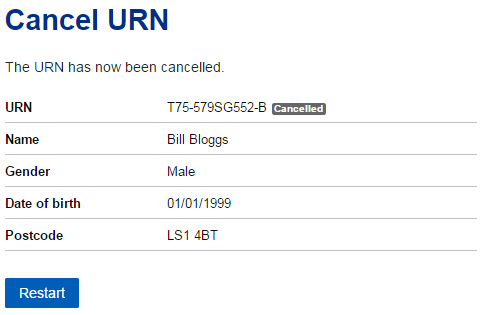 Cancel URN
The URN has now been cancelled.
URN T75-579SG552-B Cancelled
Name Bill Bloggs
Gender Male
Date of birth 01/01/1999
Postcode LS1 4BT
Restart